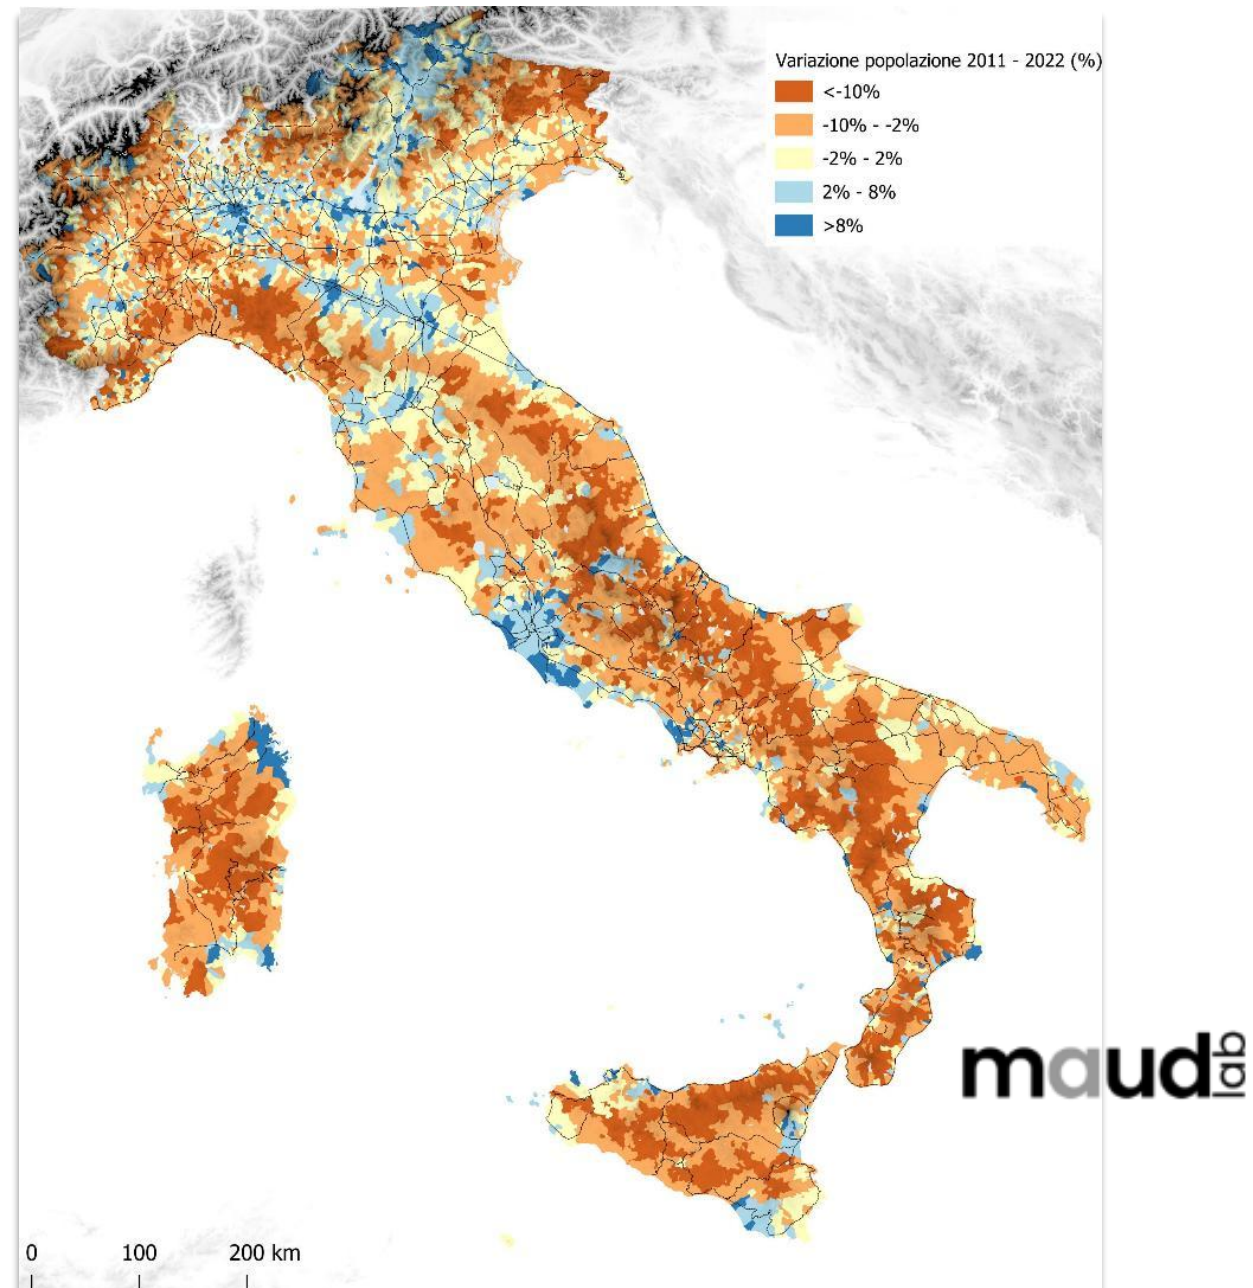 Variazione popolazione 2011 - 2022 (%)
<-10%
-10% - -2%
-2% - 2%
2% - 8%
>8%
maud lab
0 100 200 km